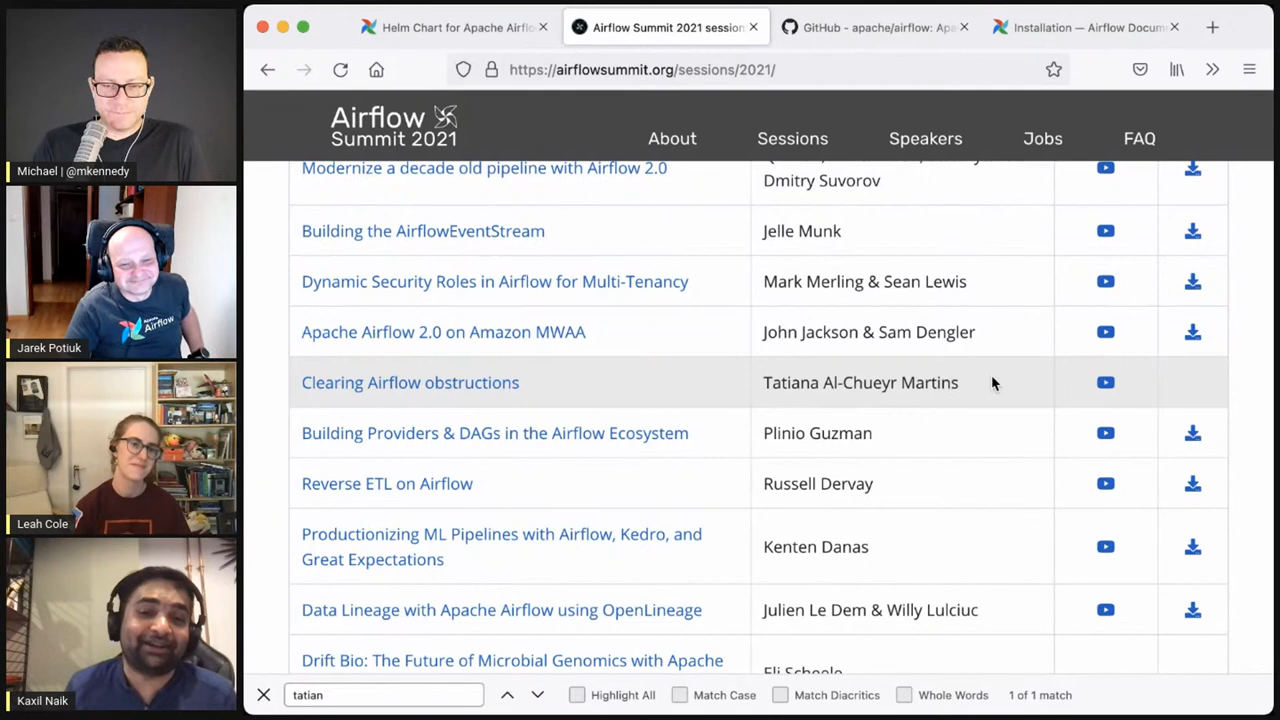 Michael | @mkennedy
Apache
Airflow
Jarek Potiuk
Leah Cole
Kaxil Naik
Helm Chart for Apache Airflo
Airflow Summit 2021 session
GitHub - apache/airflow: Apa
Installation — Airflow Docum
https://airflowsummit.org/sessions/2021/
Airflow
Summit 2021
About
Sessions
Speakers
Jobs
FAQ
Modernize a decade old pipeline with Airflow 2.0
Dmitry Suvorov
Building the AirflowEventStream
Jelle Munk
Dynamic Security Roles in Airflow for Multi-Tenancy
Mark Merling & Sean Lewis
Apache Airflow 2.0 on Amazon MWAA
John Jackson & Sam Dengler
Clearing Airflow obstructions
Tatiana Al-Chueyr Martins
Building Providers & DAGs in the Airflow Ecosystem
Plinio Guzman
Reverse ETL on Airflow
Russell Dervay
Productionizing ML Pipelines with Airflow, Kedro, and
Great Expectations
Kenten Danas
Data Lineage with Apache Airflow using OpenLineage
Julien Le Dem & Willy Lulciuc
Drift Bio: The Future of Microbial Genomics with Apache
Eli Scheele
tatian
Highlight All
Match Case
Match Diacritics
Whole Words
1 of 1 match